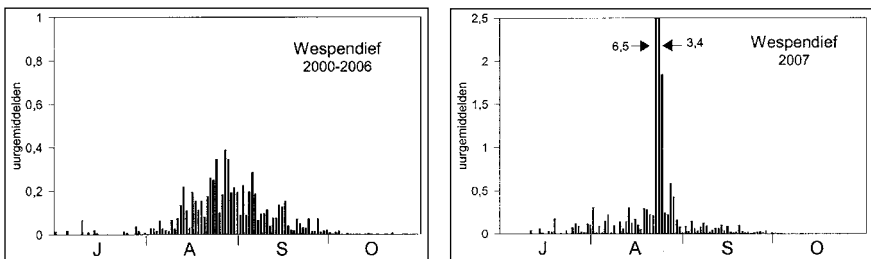 1
0,8
0,6
0,4
0,2
0
uurgemiddelden
Wespendief
2000-2006
J A S O
2,5
2
1,5
1
0,5
0
uurgemiddelden
6,5 3,4
Wespendief
2007
J A S O